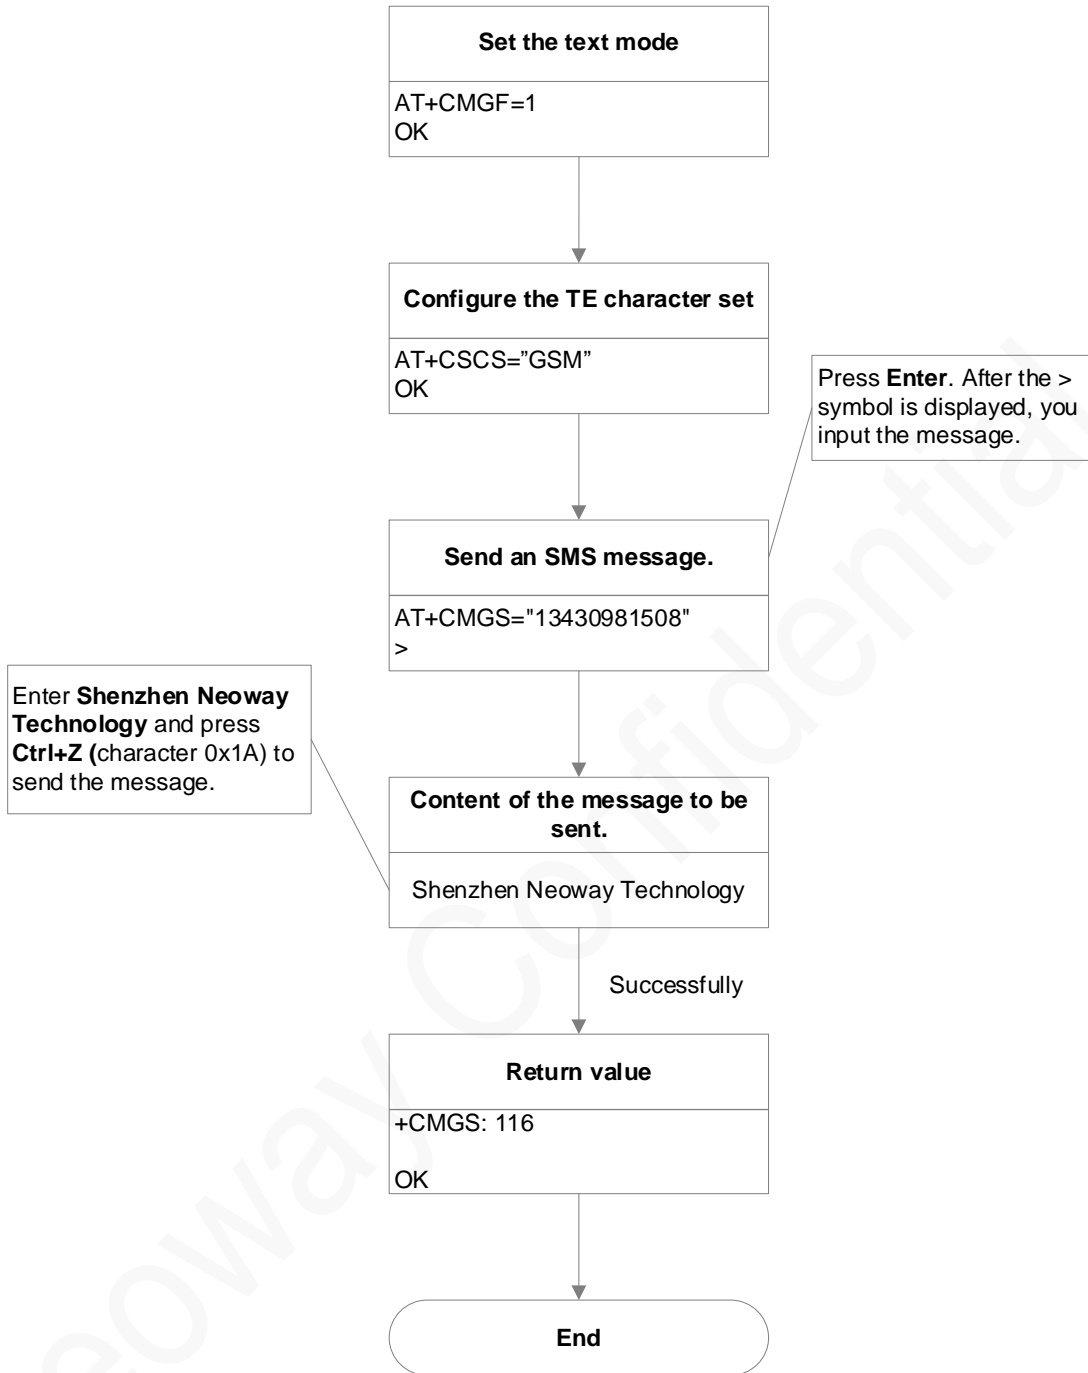 Set the text mode
AT+CMGF=1
OK
Configure the TE character set
AT+CSCS=”GSM”
OK
Press Enter. After the >
symbol is displayed, you
input the message.
Send an SMS message.
AT+CMGS="13430981508"
>
Enter Shenzhen Neoway
Technology and press
Ctrl+Z (character 0x1A) to
send the message.
Content of the message to be
sent.
Shenzhen Neoway Technology
Successfully
Return value
+CMGS: 116
OK
End
eoway Confidential